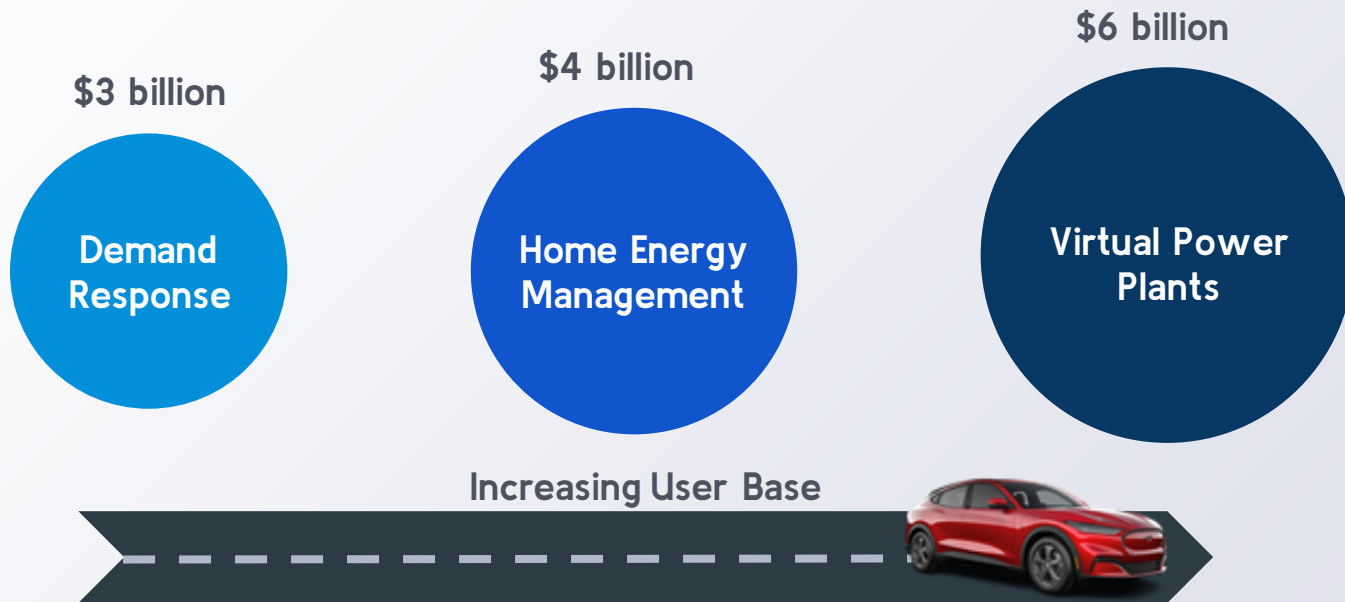 $3 billion
Demand
Response
$4 billion
Home Energy
Management
$6 billion
Virtual Power
Plants
Increasing User Base